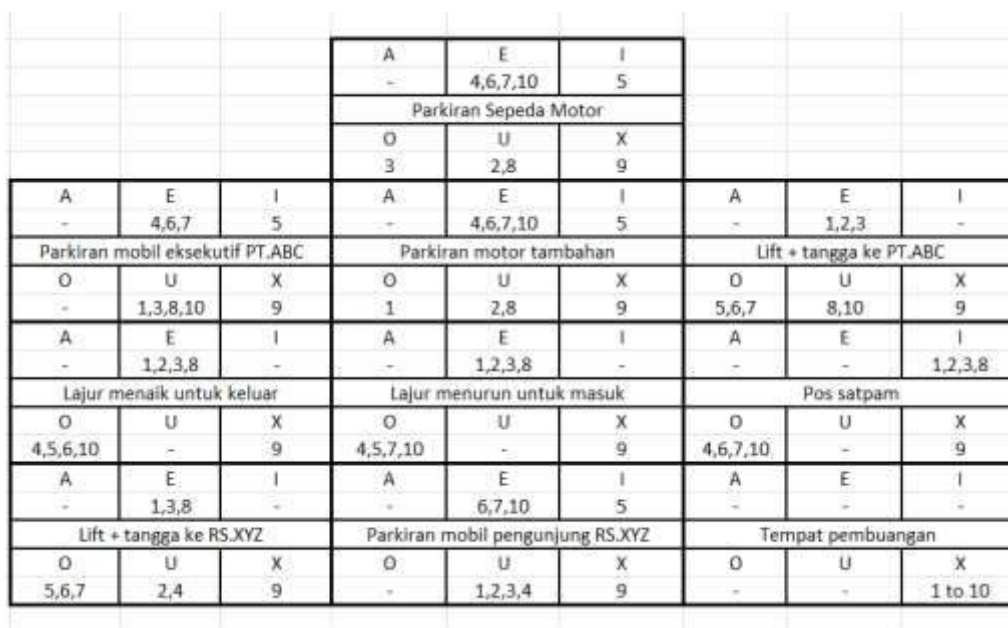 A E I
- 4,6,7,10 5
Parkiran Sepeda Motor
O U X
3 2,8 9
A E I A E I A E I
- 4,6,7 5 - 4,6,7,10 5 - 1,2,3 -
Parkiran mobil eksekutif PT.ABC Parkiran motor tambahan Lift + tangga ke PT.ABC
O U X O U X O U X
- 1,3,8,10 9 1 2,8 9 5,6,7 8,10 9
A E I A E I A E I
- 1,2,3,8 - - 1,2,3,8 - - - 1,2,3,8
Lajur menaik untuk keluar Lajur menurun untuk masuk Pos satpam
O U X O U X O U X
4,5,6,10 - 9 4,5,7,10 - 9 4,6,7,10 - 9
A E I A E I A E I
- 1,3,8 - - 6,7,10 5 - - -
Lift + tangga ke RS.XYZ Parkiran mobil pengunjung RS.XYZ Tempat pembuangan
O U X O U X O U X
5,6,7 2,4 9 - 1,2,3,4 9 - - 1 to 10